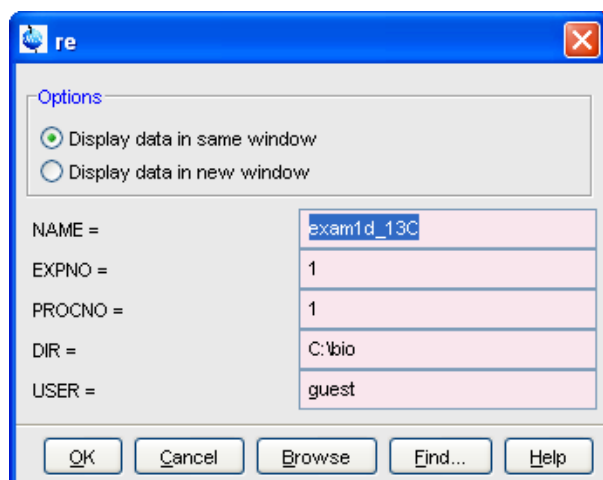 re
Options
Display data in same window
Display data in new window
NAME = exam1d_13C
EXPNO = 1
PROCNO = 1
DIR = C:\bio
USER = guest
OK Cancel Browse Find... Help